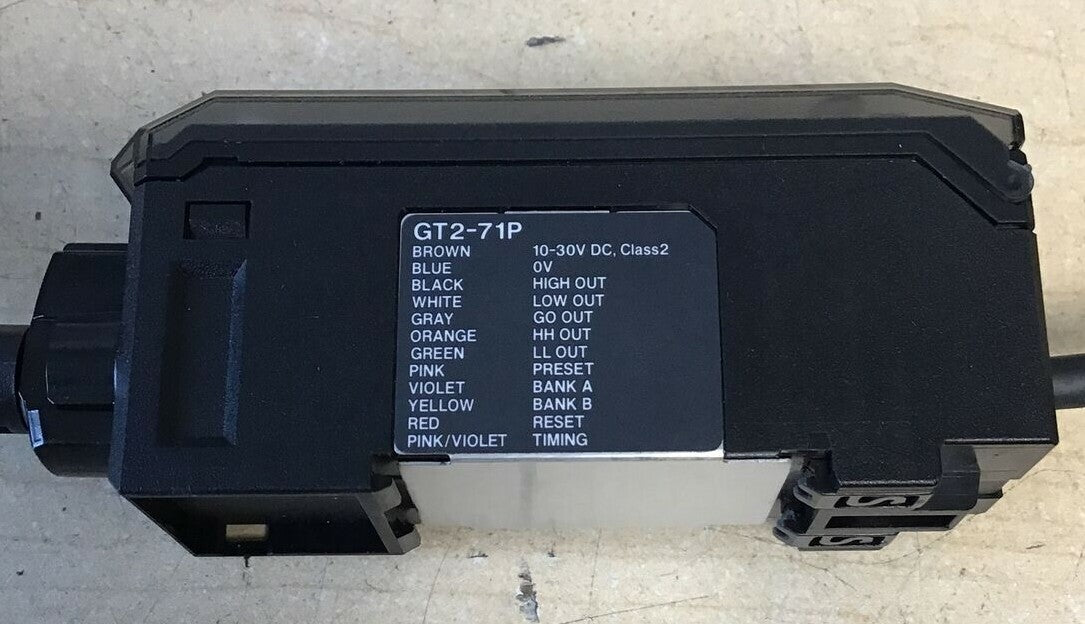 GT2-71P
BROWN 10-30V DC, Class2
BLUE 0V
BLACK HIGH OUT
WHITE LOW OUT
GRAY GO OUT
ORANGE HH OUT
GREEN LL OUT
PINK PRESET
VIOLET BANK A
YELLOW BANK B
RED RESET
PINK/VIOLET TIMING
S
S